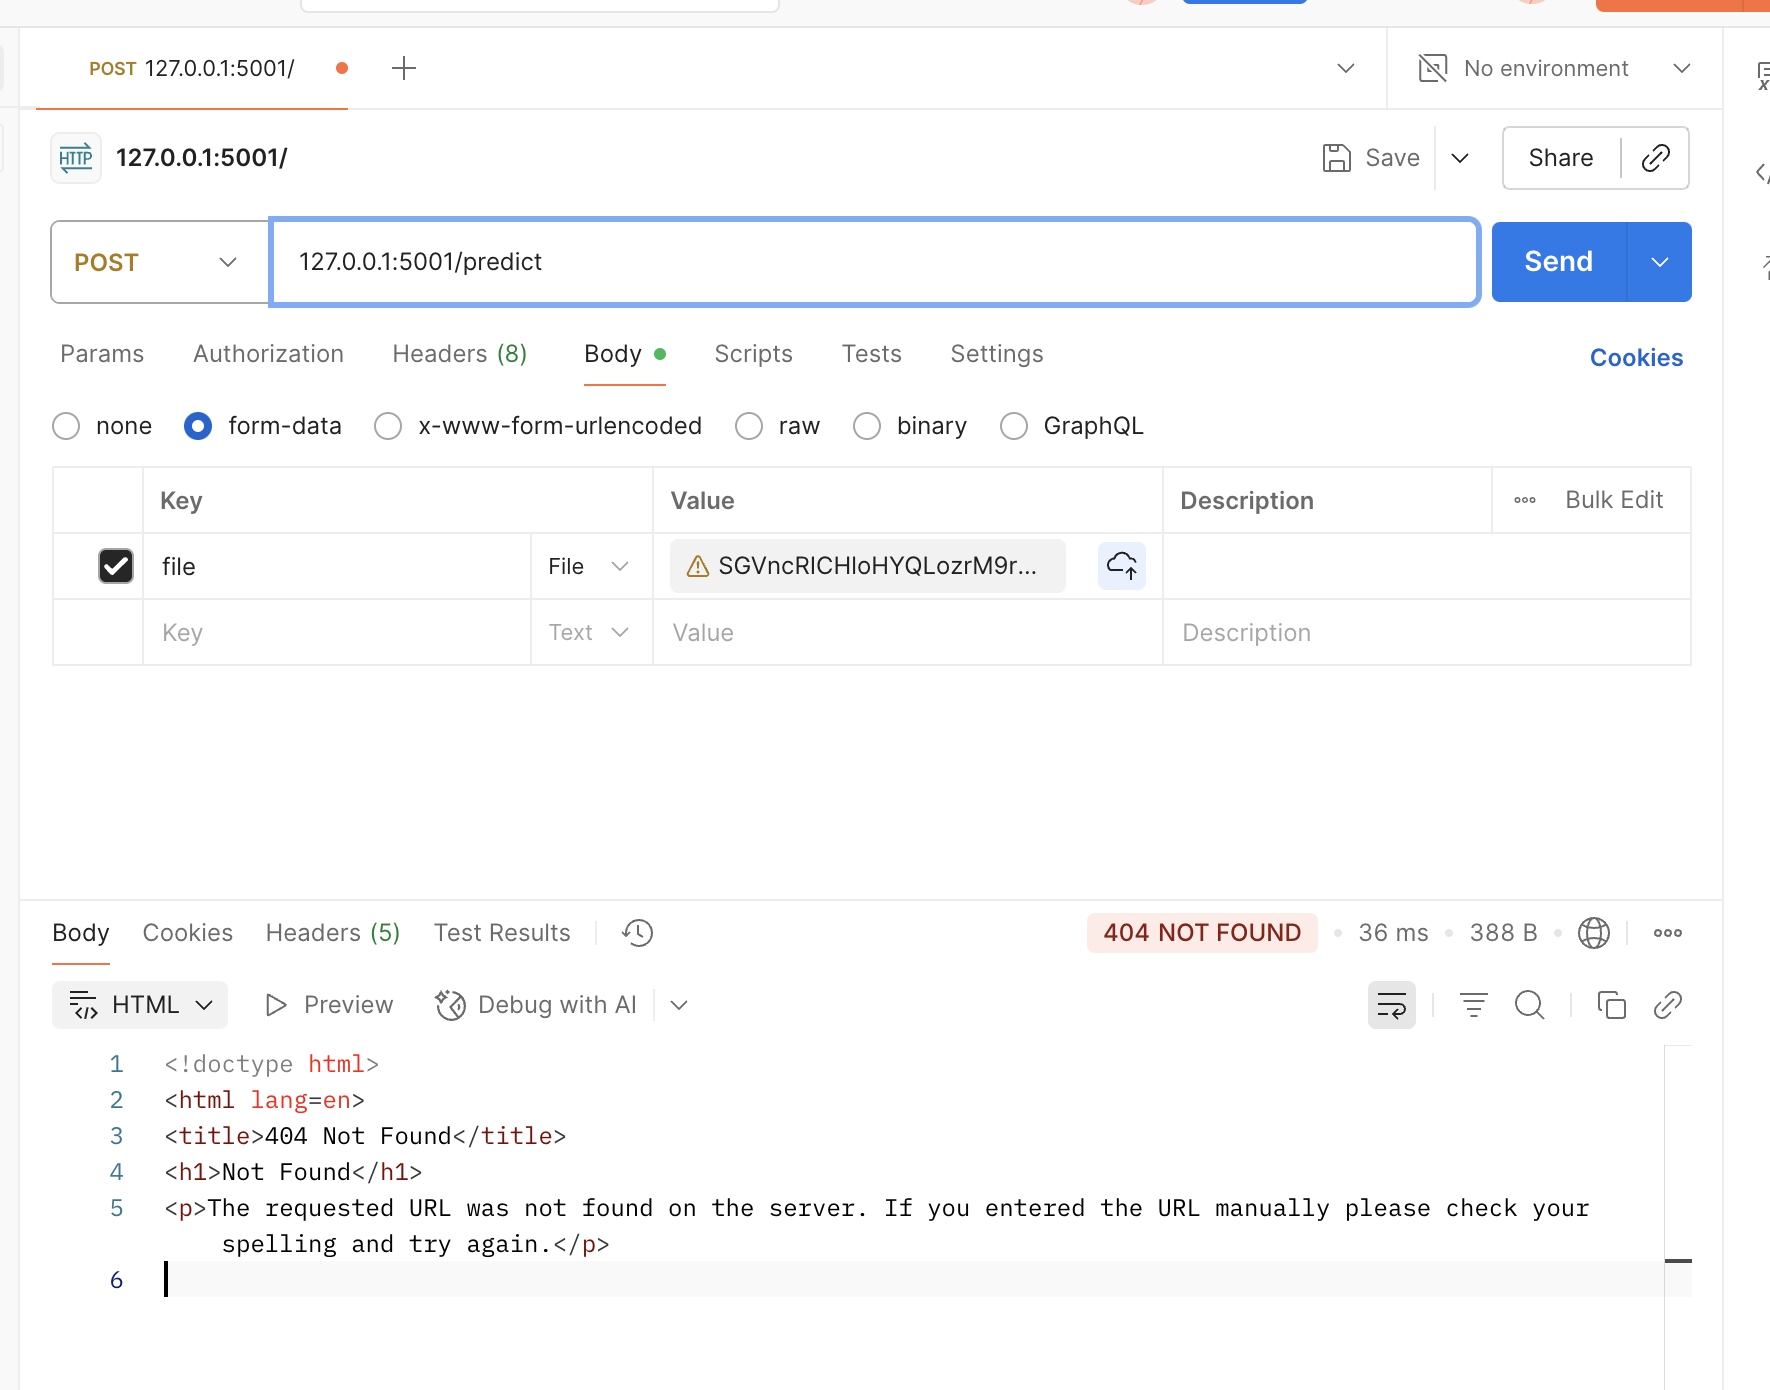 POST 127.0.0.1:5001/
No environment
HTTP 127.0.0.1:5001/
Save
Share
POST
127.0.0.1:5001/predict
Send
Params Authorization Headers (8) Body Scripts Tests Settings Cookies
none form-data x-www-form-urlencoded raw binary GraphQL
Key Value Description Bulk Edit
file File SGVncRICHIoHYQLozrM9r...
Key Text Value Description
Body Cookies Headers (5) Test Results 404 NOT FOUND 36 ms 388 B
HTML Preview Debug with AI
1 <!doctype html>
2 <html lang=en>
3 <title>404 Not Found</title>
4 <h1>Not Found</h1>
5 <p>The requested URL was not found on the server. If you entered the URL manually please check your
spelling and try again.</p>
6